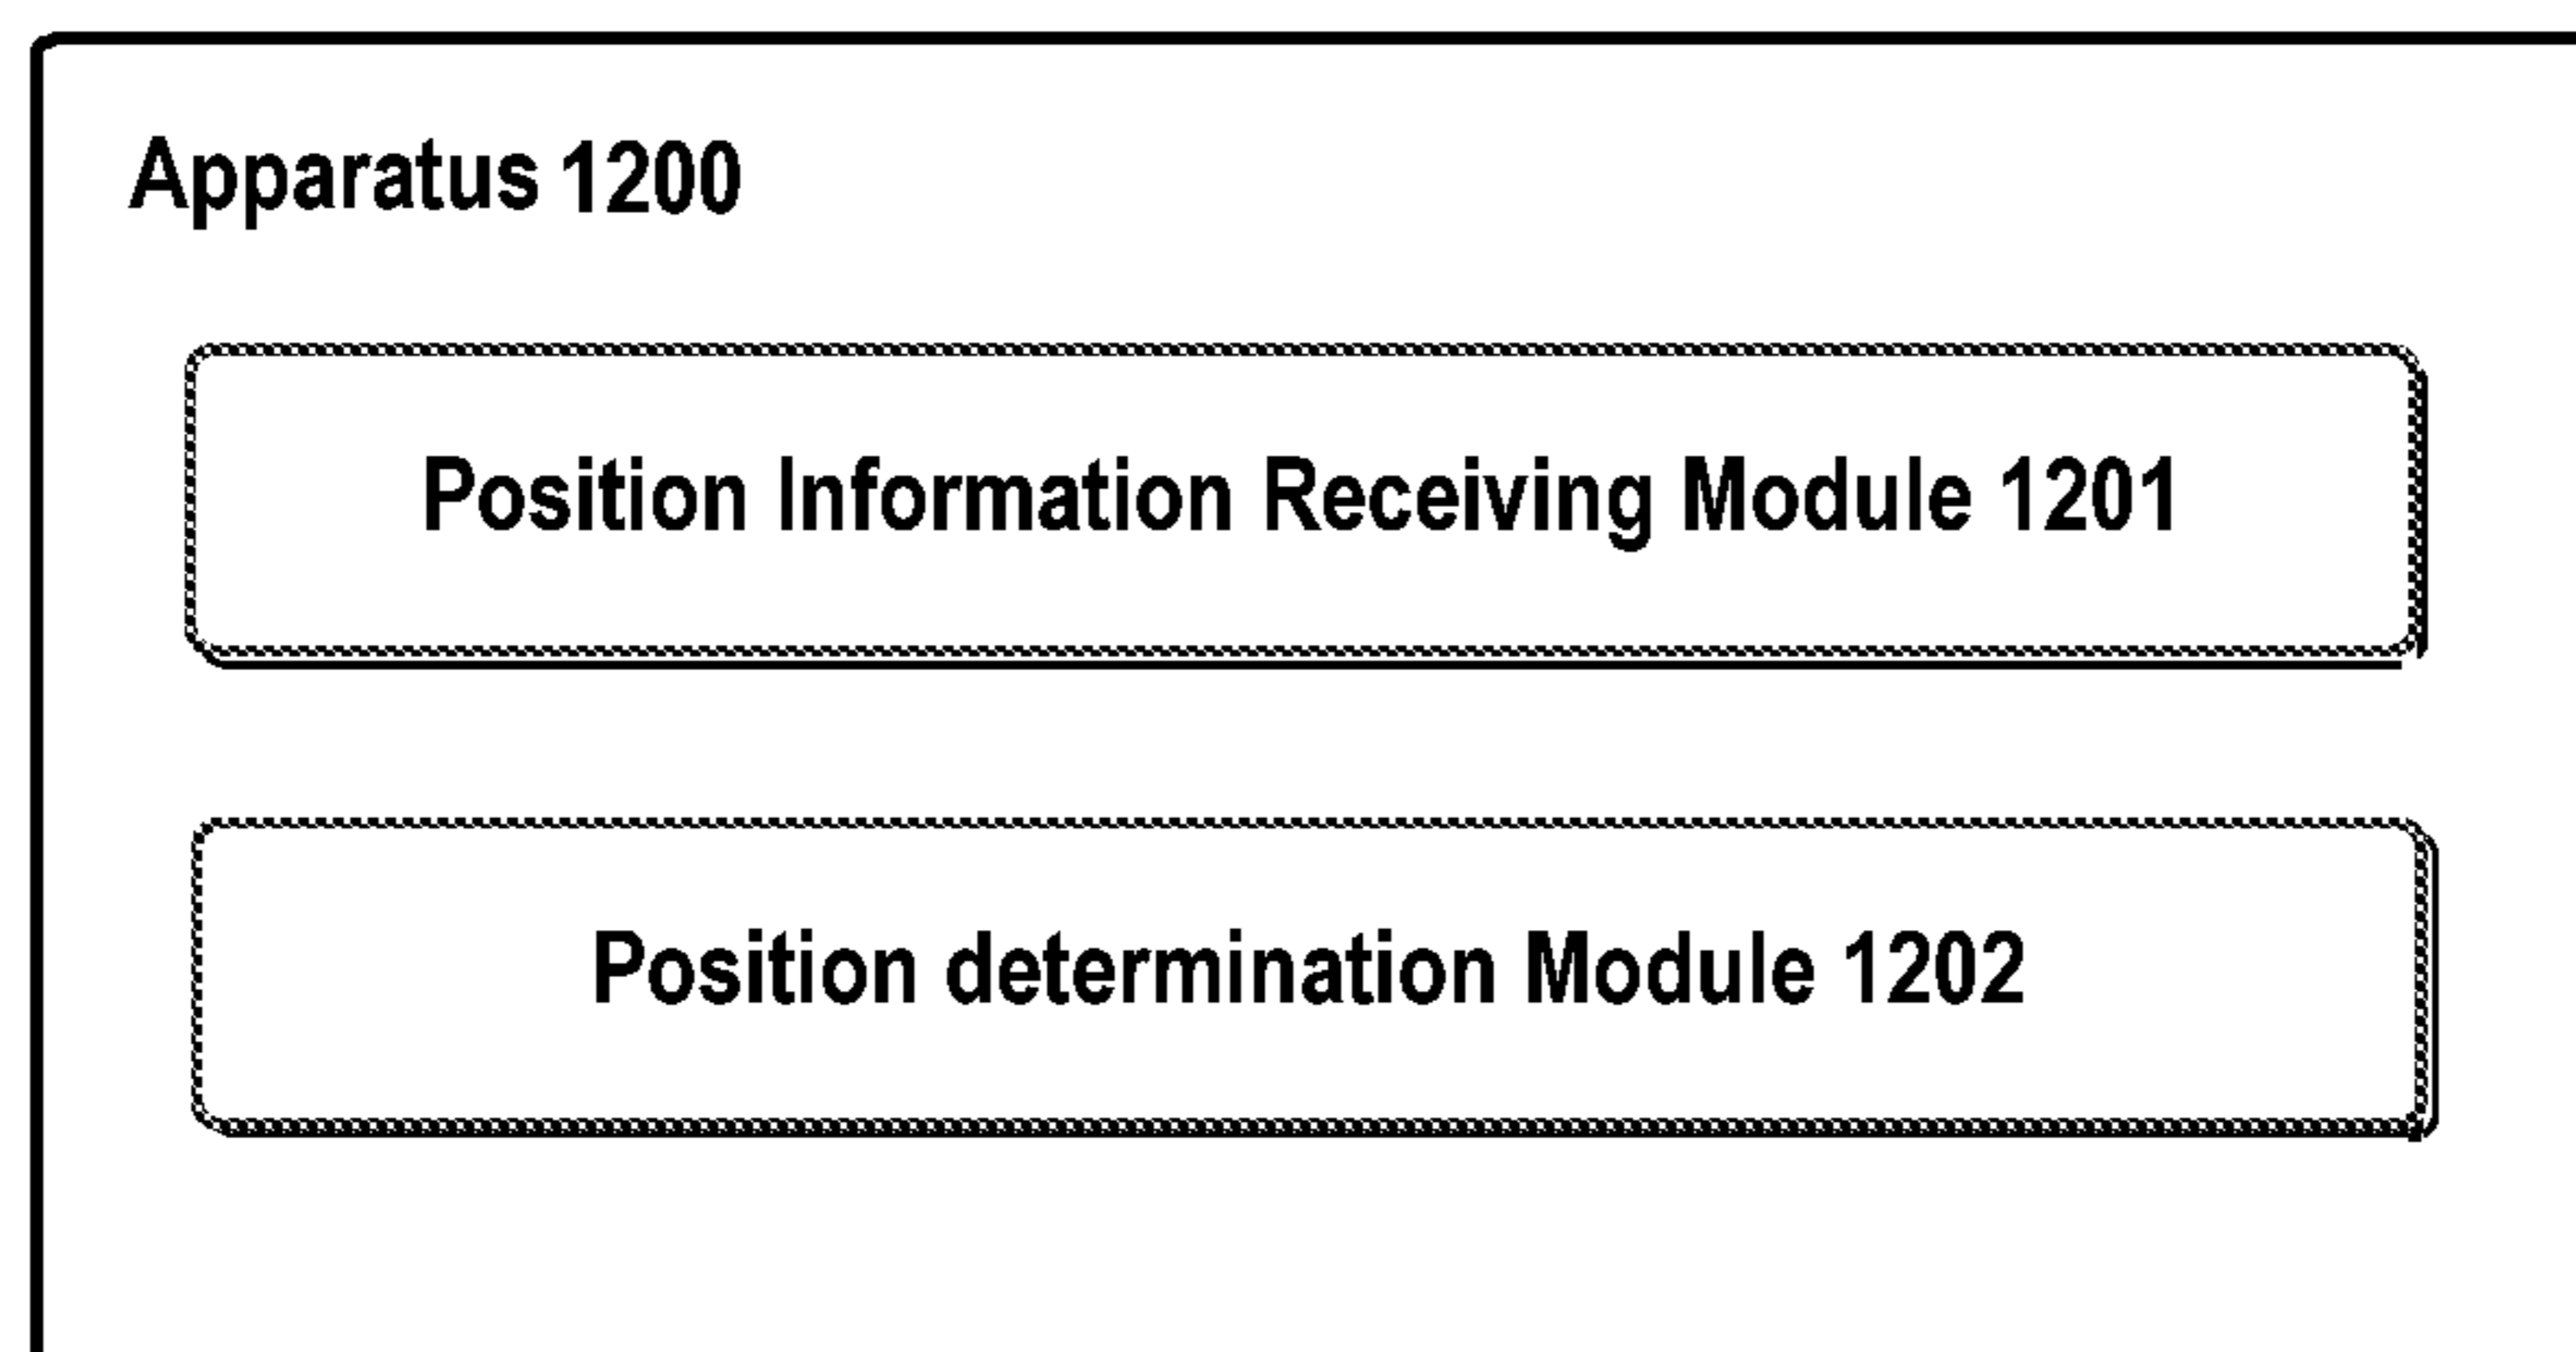 Apparatus 1200
Position Information Receiving Module 1201
Position determination Module 1202